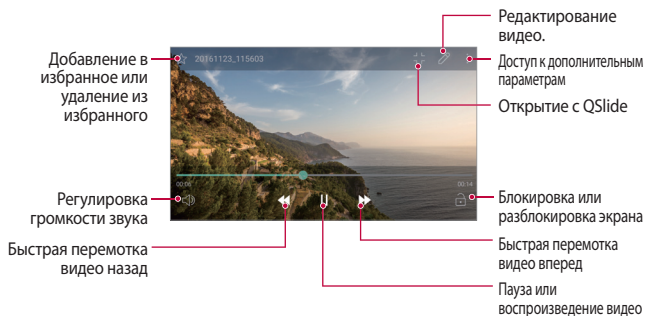 Редактирование
видео.
Добавление в
избранное или
удаление из
избранного
20161123_115603
Доступ к дополнительным
параметрам
Открытие с QSlide
00:06
00:14
Регулировка
громкости звука
Блокировка или
разблокировка экрана
Быстрая перемотка
видео назад
Быстрая перемотка
видео вперед
Пауза или
воспроизведение видео